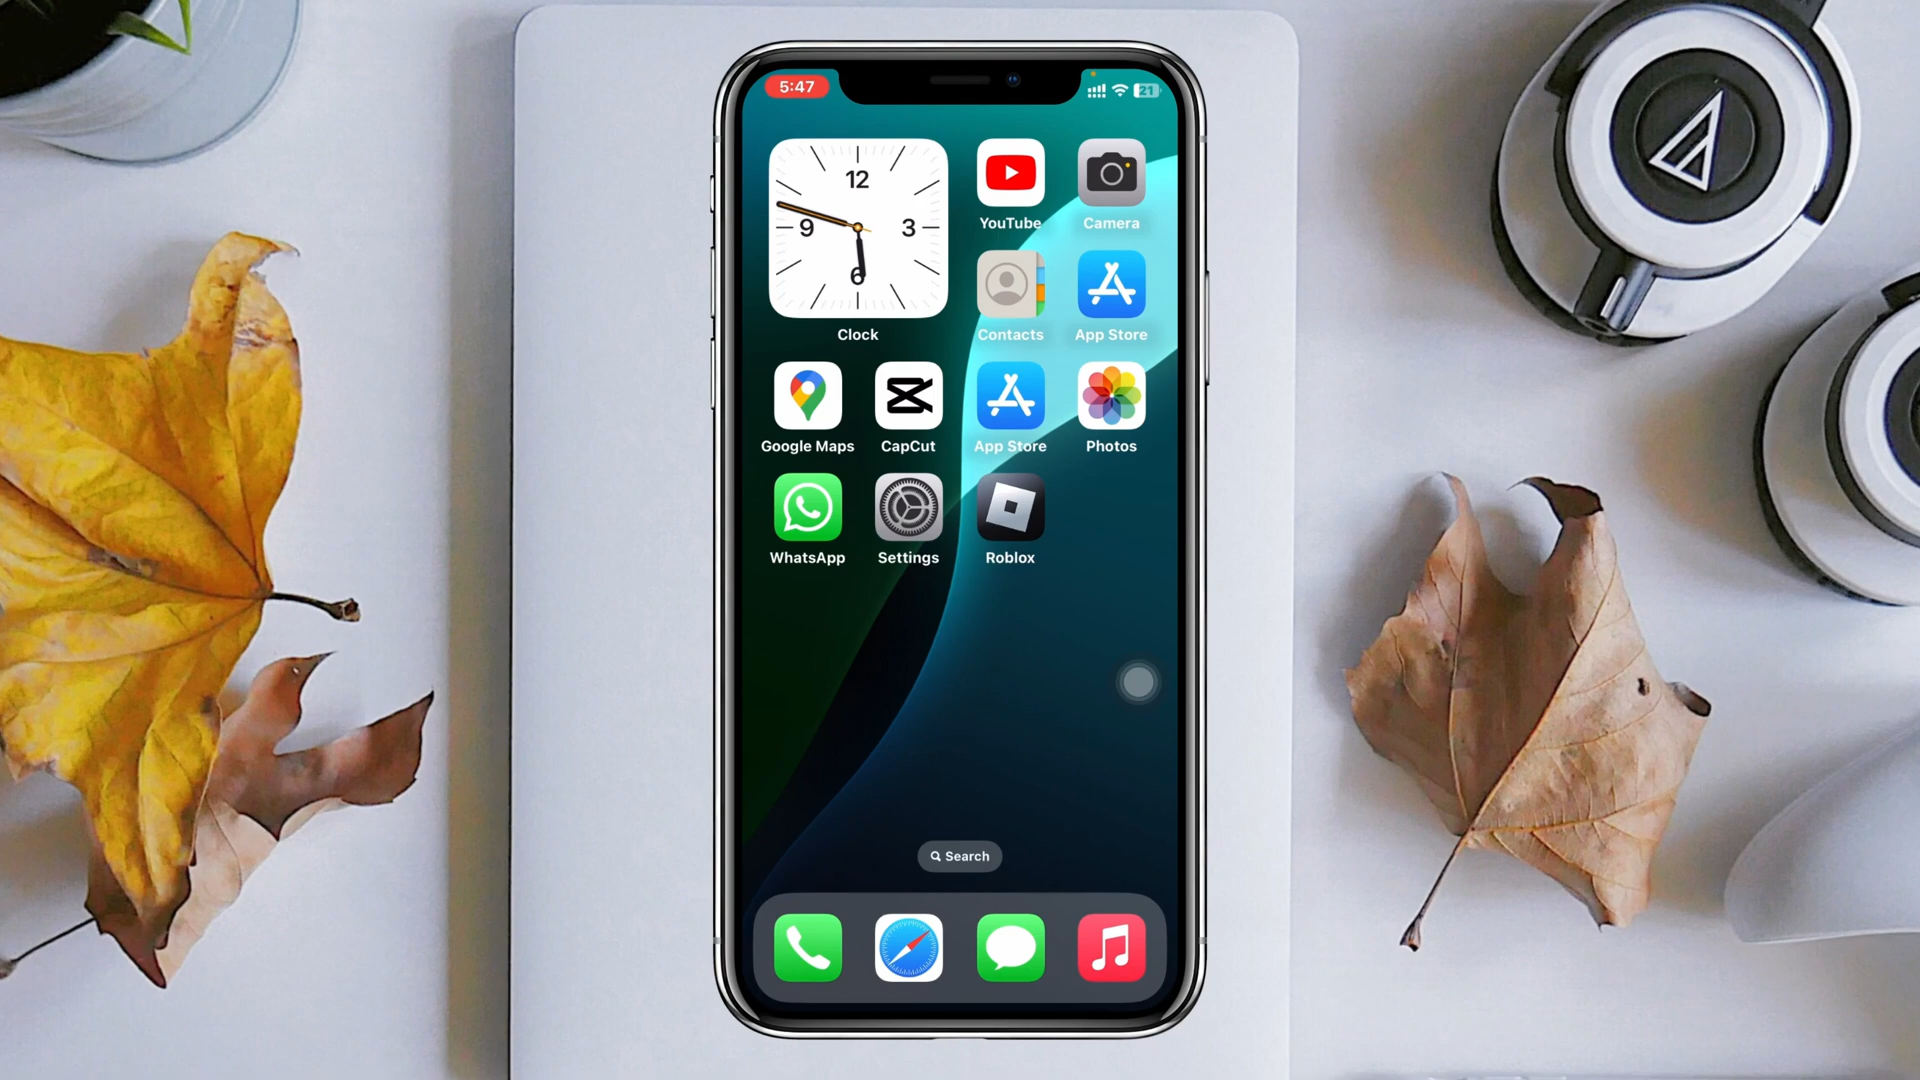 5:47
21
12
9
3
6
YouTube
Camera
Clock
Contacts
App Store
Google Maps
CapCut
App Store
Photos
WhatsApp
Settings
Roblox
Search